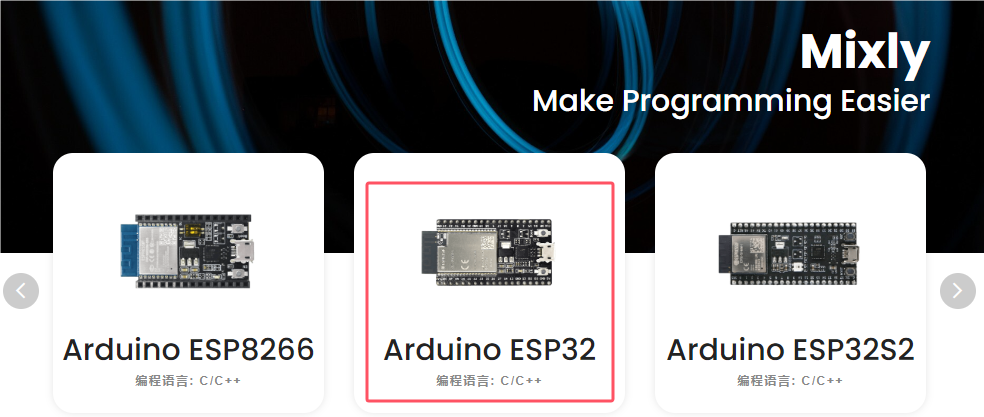 Mixly
Make Programming Easier
Arduino ESP8266
编程语言: C/C++
Arduino ESP32
编程语言: C/C++
Arduino ESP32S2
编程语言: C/C++